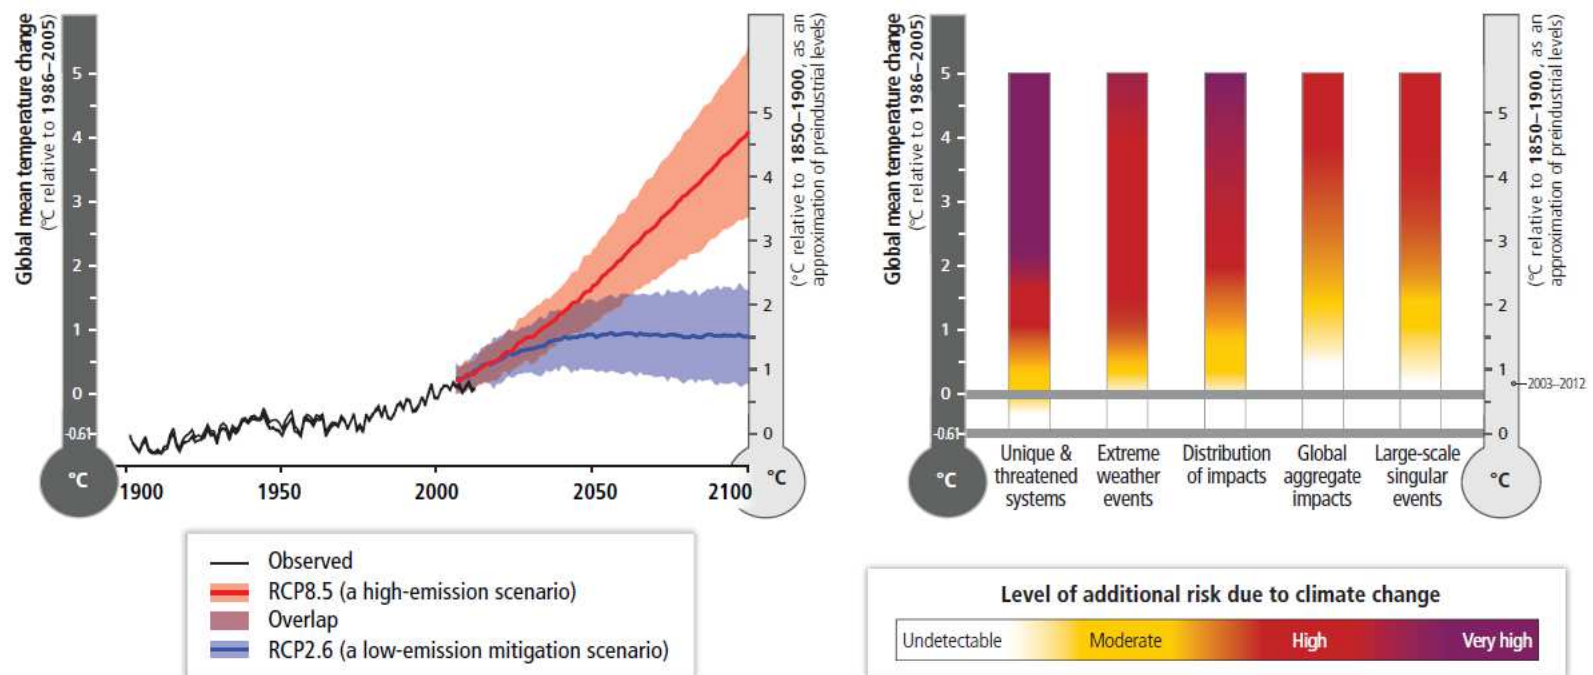 Global mean temperature change
(°C relative to 1986–2005)
5
4
3
2
1
0
-0.61
°C
1900
1950
2000
2050
2100
5
4
3
2
1
0
°C
(°C relative to 1850–1900, as an
approximation of preindustrial levels)
Observed
RCP8.5 (a high-emission scenario)
Overlap
RCP2.6 (a low-emission mitigation scenario)
Global mean temperature change
(°C relative to 1986–2005)
5
4
3
2
1
0
-0.61
°C
Unique &
threatened
systems
Extreme
weather
events
Distribution
of impacts
Global
aggregate
impacts
Large-scale
singular
events
5
4
3
2
1
2003–2012
0
°C
(°C relative to 1850–1900, as an
approximation of preindustrial levels)
Level of additional risk due to climate change
Undetectable Moderate High Very high